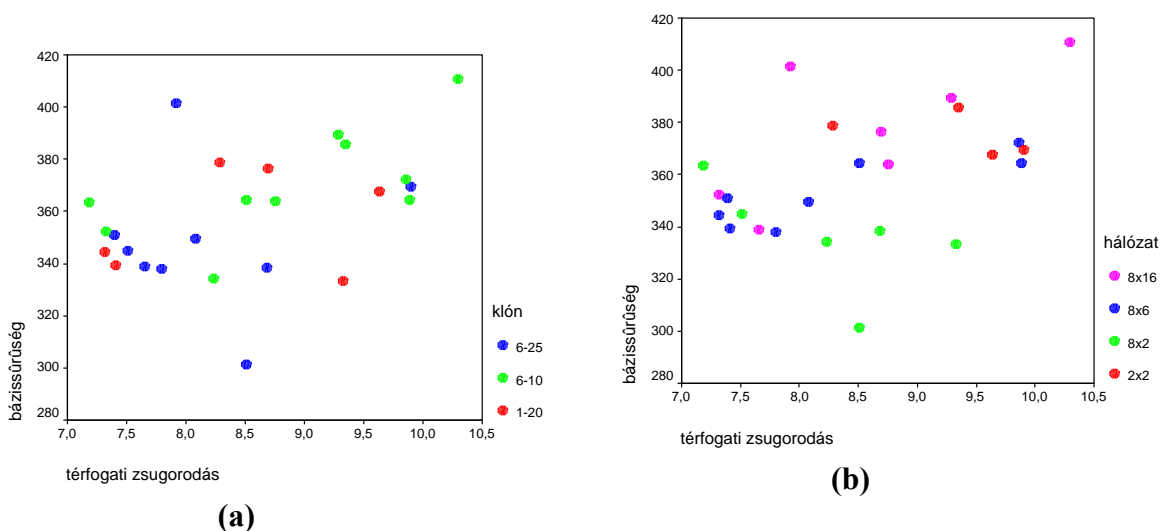 420
400
380
360
340
320
300
280
bázissûrûség
7,0 7,5 8,0 8,5 9,0 9,5 10,0 10,5
térfogati zsugorodás
klón
6-25
6-10
1-20
(a)
420
400
380
360
340
320
300
280
bázissûrûség
7,0 7,5 8,0 8,5 9,0 9,5 10,0 10,5
térfogati zsugorodás
hálózat
8x16
8x6
8x2
2x2
(b)